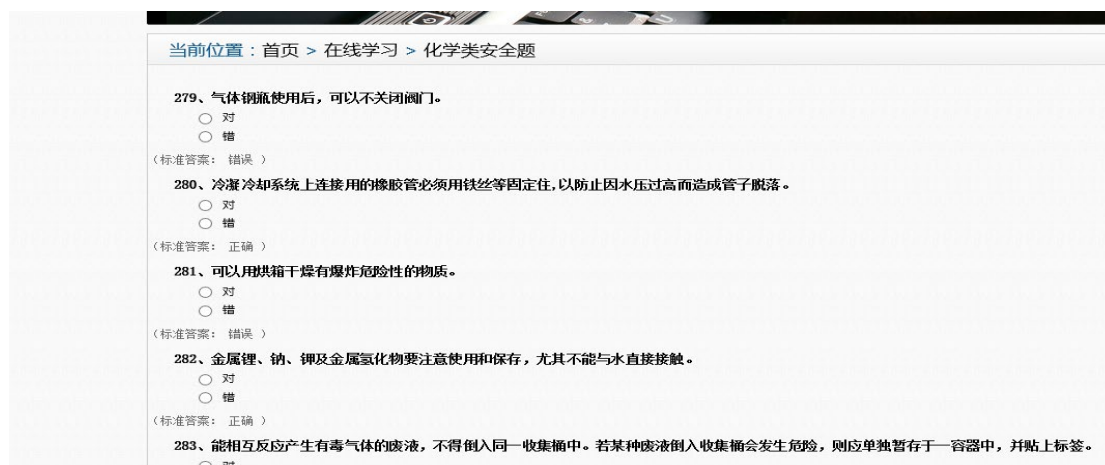 当前位置：首页 > 在线学习 > 化学类安全题
279、气体钢瓶使用后，可以不关闭阀门。
对
错
（标准答案： 错误 ）
280、冷凝冷却系统上连接用的橡胶管必须用铁丝等固定住,以防止因水压过高而造成管子脱落。
对
错
（标准答案： 正确 ）
281、可以用烘箱干燥有爆炸危险性的物质。
对
错
（标准答案： 错误 ）
282、金属锂、钠、钾及金属氢化物要注意使用和保存，尤其不能与水直接接触。
对
错
（标准答案： 正确 ）
283、能相互反应产生有毒气体的废液，不得倒入同一收集桶中。若某种废液倒入收集桶会发生危险，则应单独暂存于一容器中，并贴上标签。